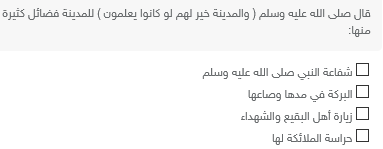 قال صلى الله عليه وسلم ( والمدينة خير لهم لو كانوا يعلمون ) للمدينة فضائل كثيرة
منها:
شفاعة النبي صلى الله عليه وسلم
البركة في مدها وصاعها
زيارة أهل البقيع والشهداء
حراسة الملائكة لها